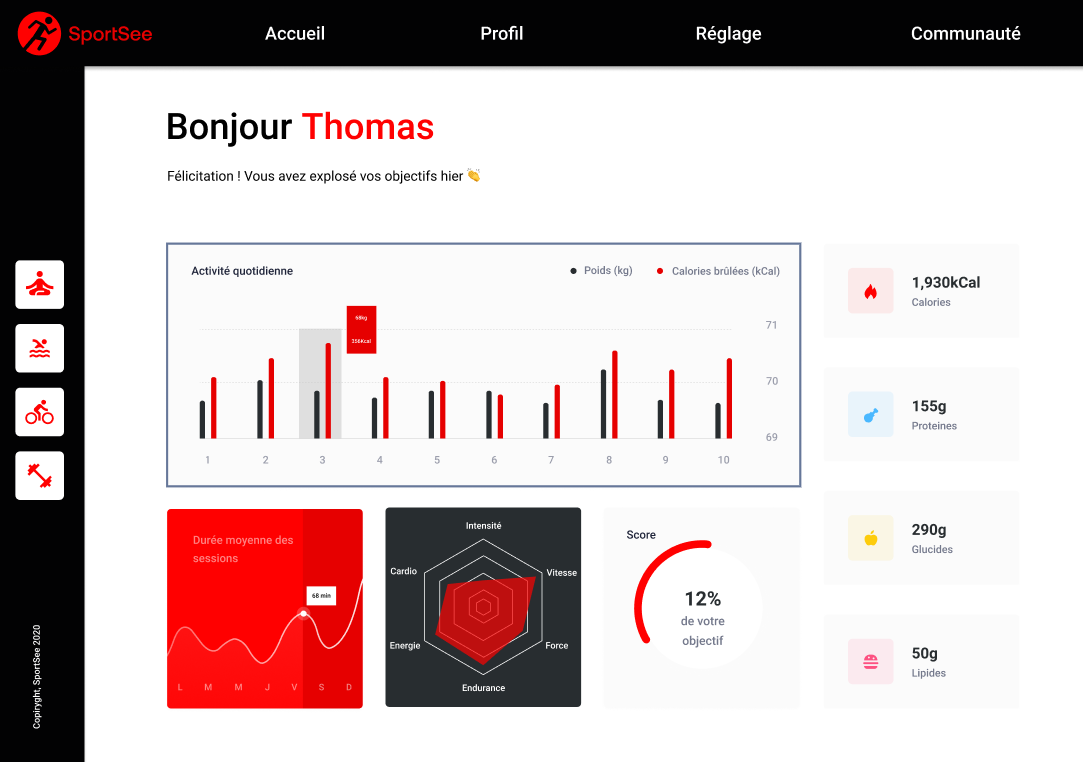 SportSee
Accueil
Profil
Réglage
Communauté
Bonjour Thomas
Félicitation ! Vous avez explosé vos objectifs hier 👏
Activité quotidienne
Poids (kg)
Calories brûlées (kCal)
68kg
356Kcal
71
70
69
1 2 3 4 5 6 7 8 9 10
1,930kCal
Calories
155g
Proteines
290g
Glucides
50g
Lipides
Durée moyenne des
sessions
68 min
L M M J V S D
Intensité
Vitesse
Force
Endurance
Energie
Cardio
Score
12%
de votre
objectif
Copiryght, SportSee 2020